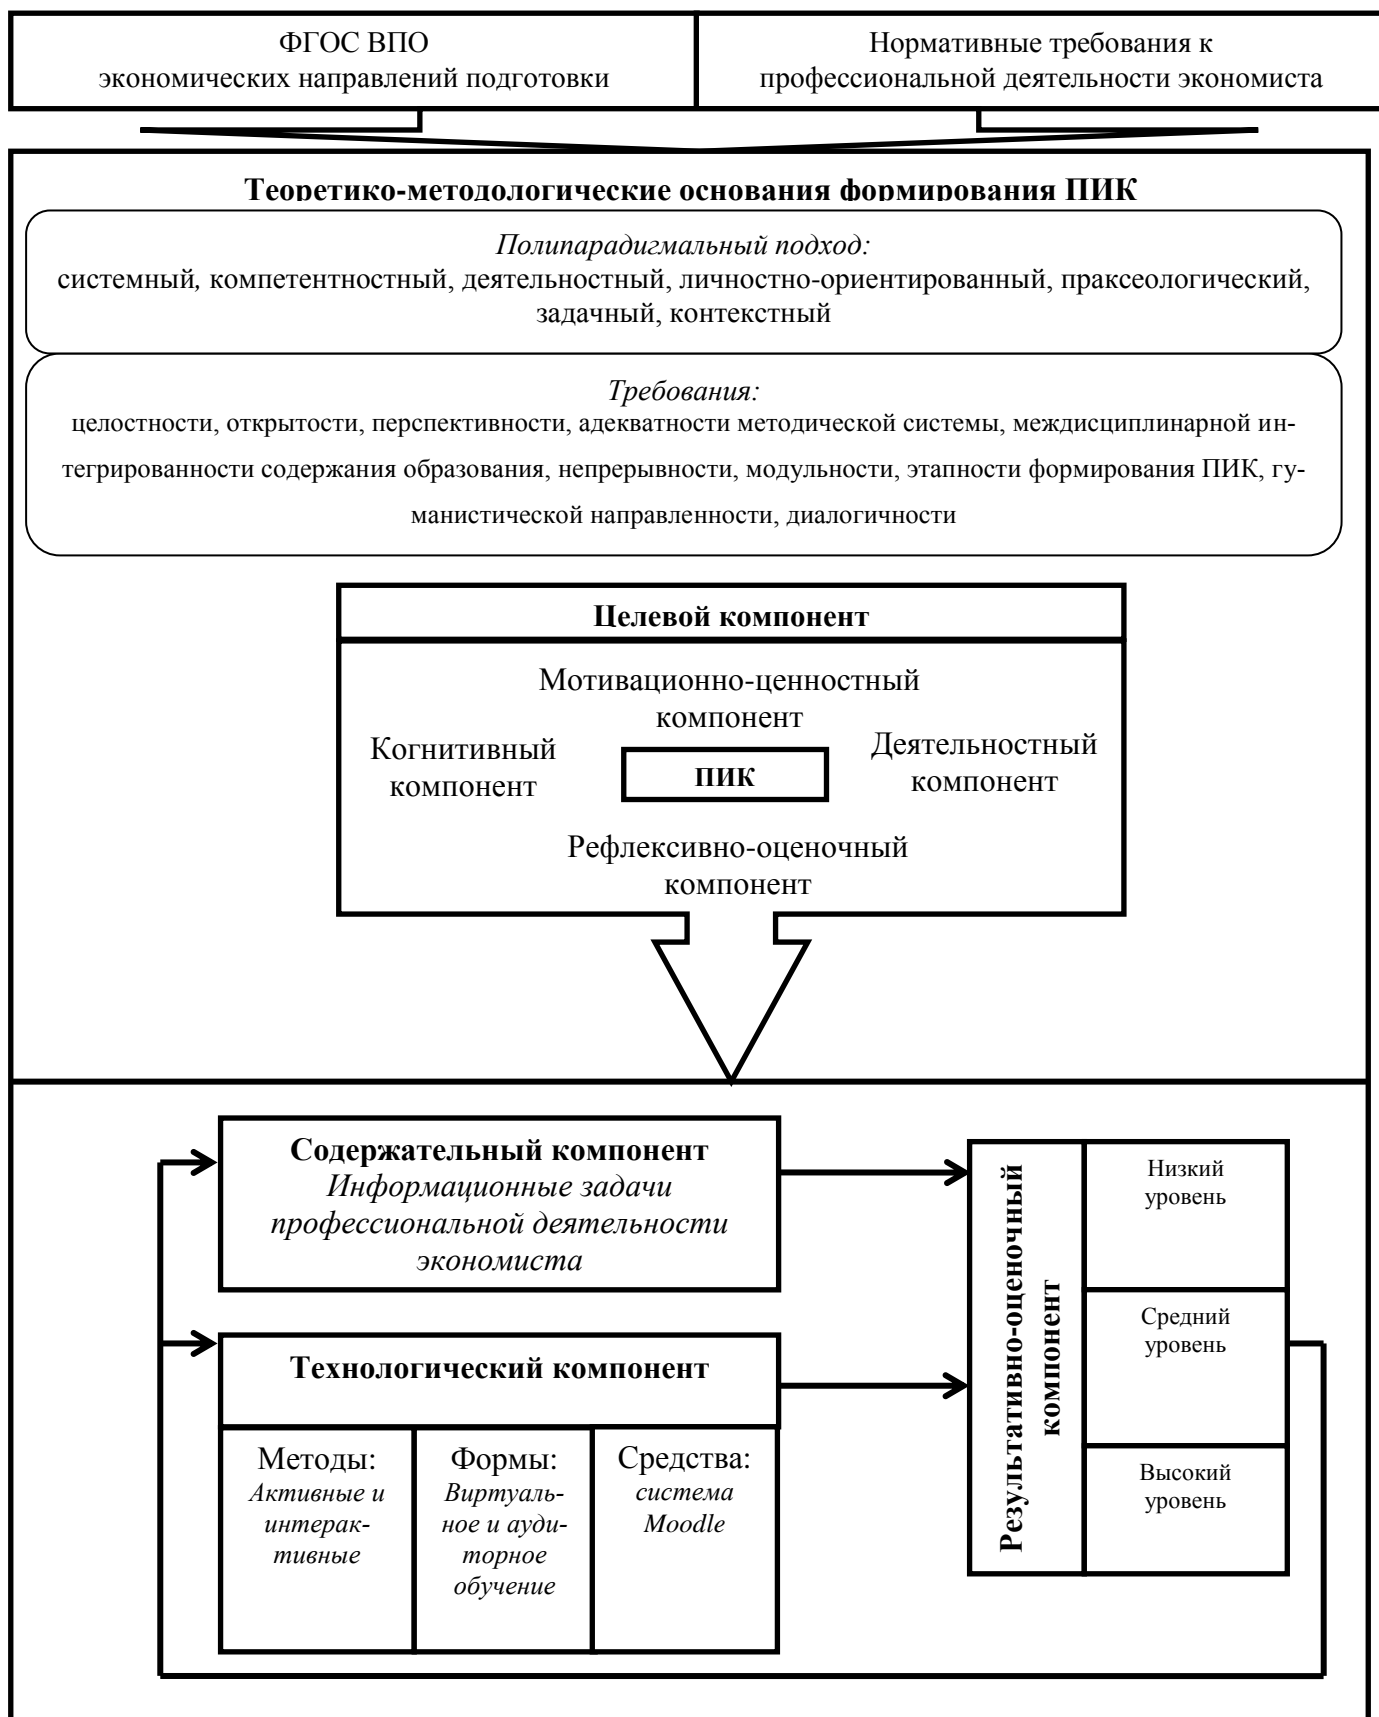 ФГОС ВПО
экономических направлений подготовки
Нормативные требования к
профессиональной деятельности экономиста
Теоретико-методологические основания формирования ПИК
Полипарадигмальный подход:
системный, компетентностный, деятельностный, личностно-ориентированный, праксеологический,
задачный, контекстный
Требования:
целостности, открытости, перспективности, адекватности методической системы, междисциплинарной ин-
тегрированности содержания образования, непрерывности, модульности, этапности формирования ПИК, гу-
манистической направленности, диалогичности
Целевой компонент
Мотивационно-ценностный
компонент
Когнитивный
компонент
ПИК
Деятельностный
компонент
Рефлексивно-оценочный
компонент
Содержательный компонент
Информационные задачи
профессиональной деятельности
экономиста
Технологический компонент
Методы:
Активные и
интерак-
тивные
Формы:
Виртуаль-
ное и ауди-
торное
обучение
Средства:
система
Moodle
Результативно-оценочный
компонент
Низкий
уровень
Средний
уровень
Высокий
уровень